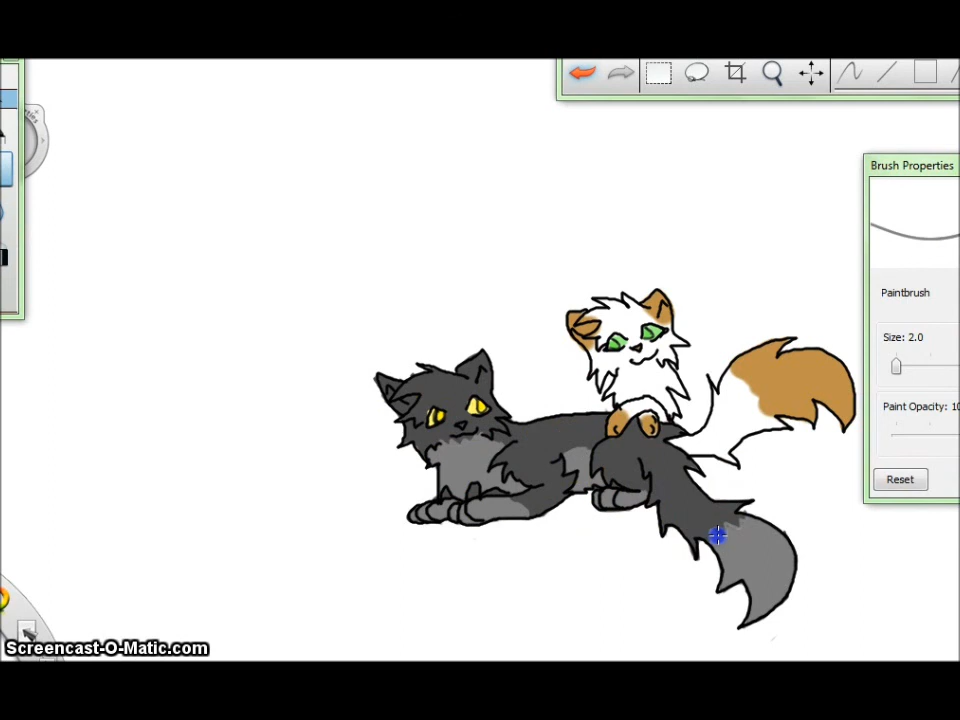 Brush Properties
Paintbrush
Size: 2.0
Paint Opacity: 10
Reset
Screencast-O-Matic.com